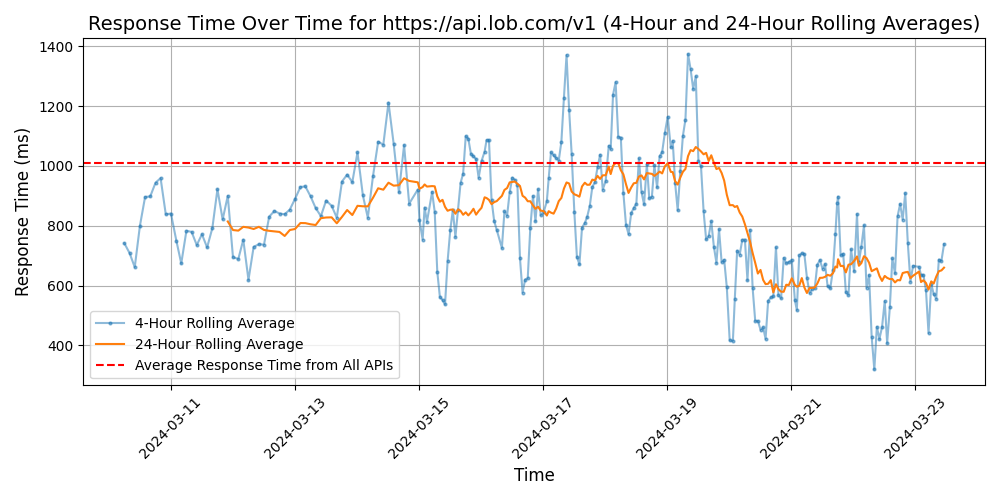 Response Time Over Time for https://api.lob.com/v1 (4-Hour and 24-Hour Rolling Averages)
Response Time (ms)
1400
1200
1000
800
600
400
4-Hour Rolling Average
24-Hour Rolling Average
Average Response Time from All APIs
2024-03-11
2024-03-13
2024-03-15
2024-03-17
2024-03-19
2024-03-21
2024-03-23
Time